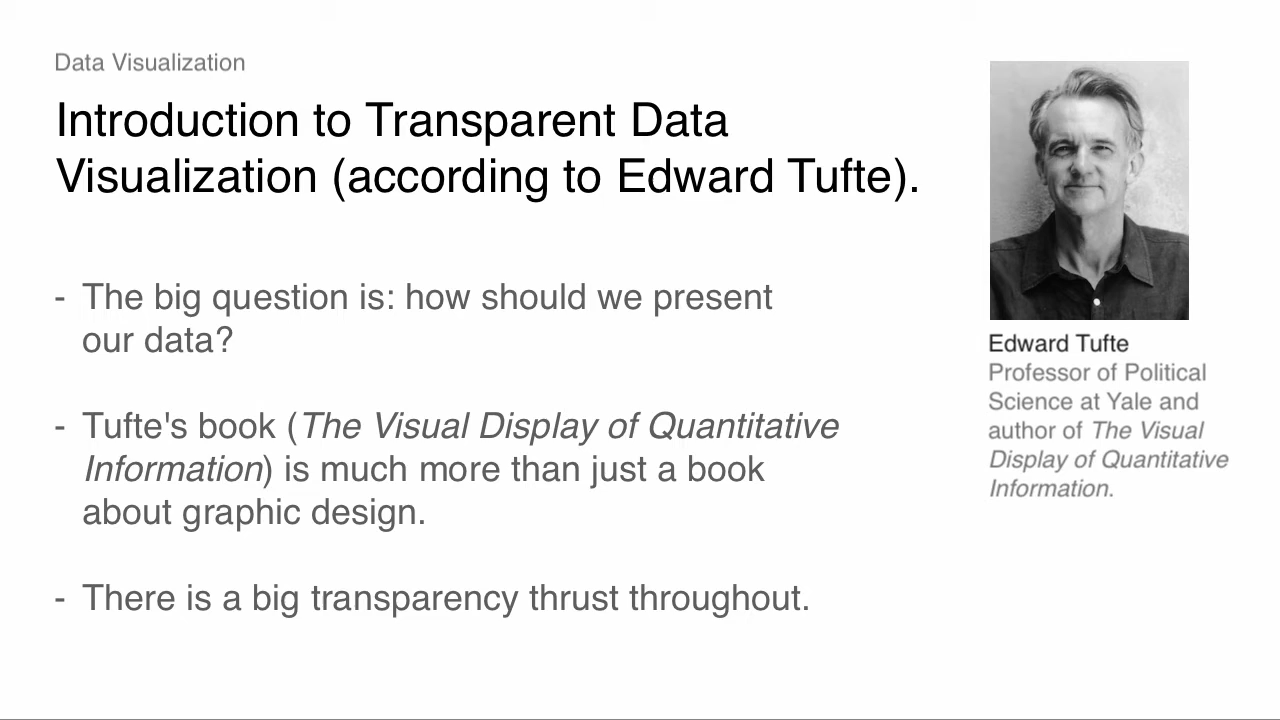 Data Visualization
Introduction to Transparent Data
Visualization (according to Edward Tufte).
- The big question is: how should we present
our data?
- Tufte's book (The Visual Display of Quantitative
Information) is much more than just a book
about graphic design.
- There is a big transparency thrust throughout.
Edward Tufte
Professor of Political
Science at Yale and
author of The Visual
Display of Quantitative
Information.